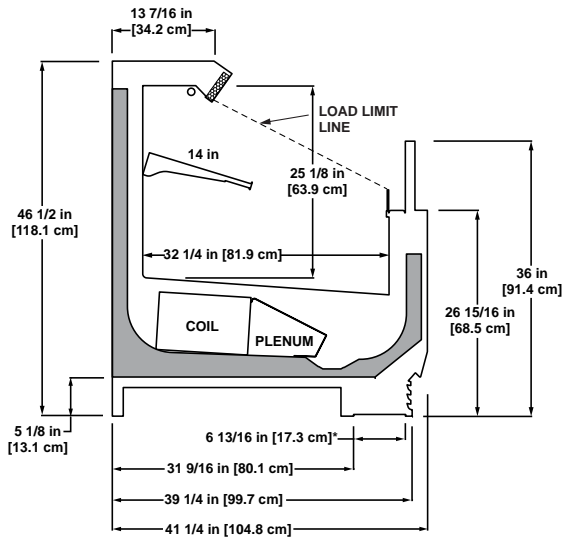 13 7/16 in
[34.2 cm]
LOAD LIMIT
LINE
14 in
25 1/8 in
[63.9 cm]
46 1/2 in
[118.1 cm]
32 1/4 in [81.9 cm]
36 in
[91.4 cm]
26 15/16 in
[68.5 cm]
COIL
PLENUM
5 1/8 in
[13.1 cm]
6 13/16 in [17.3 cm]*
31 9/16 in [80.1 cm]
39 1/4 in [99.7 cm]
41 1/4 in [104.8 cm]